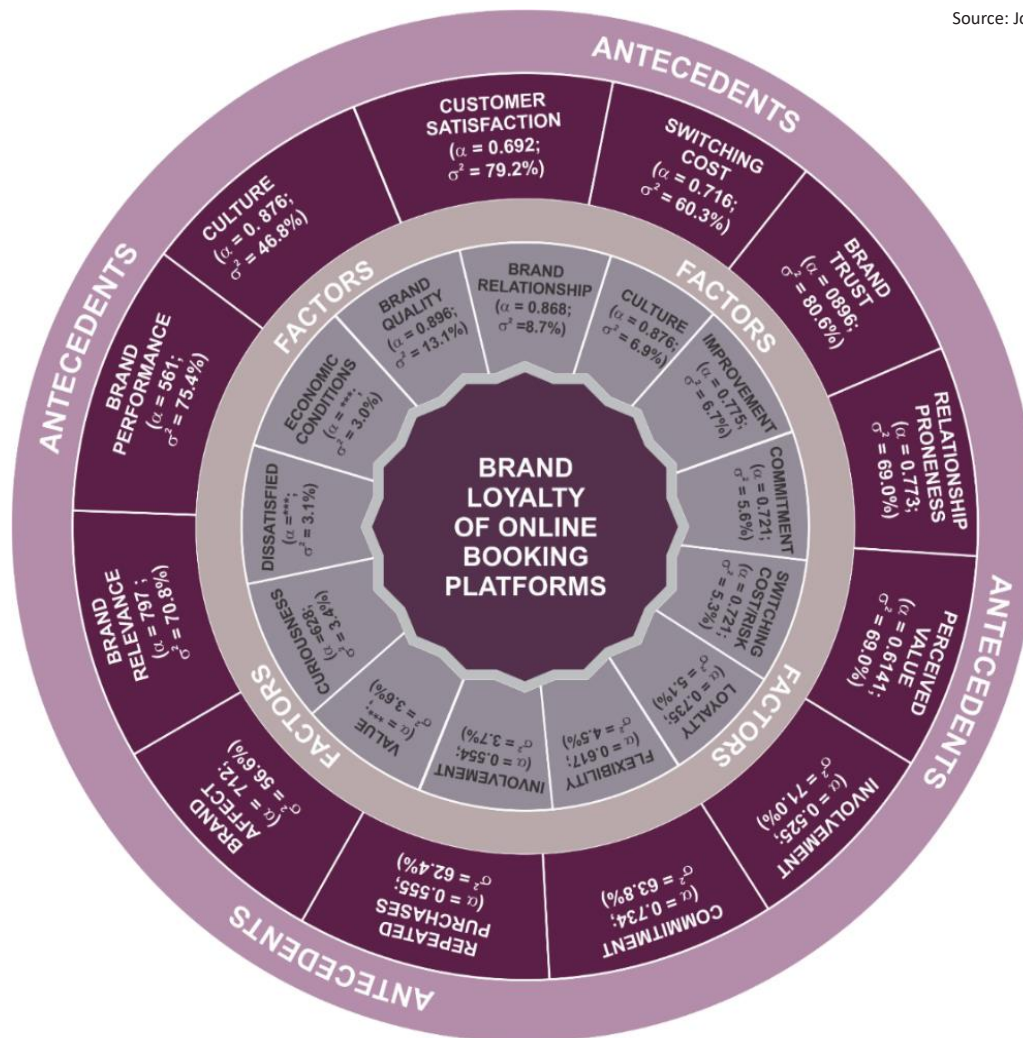 Source: Jo
ANTECEDENTS
CUSTOMER
SATISFACTION
(α = 0.692;
σ² = 79.2%)
SWITCHING
COST
(α = 0.716;
σ² = 60.3%)
BRAND
TRUST
(α = 0896;
σ² = 80.6%)
RELATIONSHIP
PRONENESS
(α = 0.773;
σ² = 69.0%)
ANTECEDENTS
PERCEIVED
VALUE
(α = 0.6141;
σ² = 69.0%)
INVOLVEMENT
(α = 0.525;
σ² = 71.0%)
COMMITMENT
(α = 0.734;
σ² = 63.8%)
REPEATED
PURCHASES
(α = 0.555;
σ² = 62.4%)
ANTECEDENTS
BRAND
AFFECT
(α = 712;
σ² = 56.6%)
BRAND
RELEVANCE
(α = 797 ;
σ² = 70.8%)
BRAND
PERFORMANCE
(α = 561;
σ² = 75.4%)
ANTECEDENTS
CULTURE
(α = 0. 876;
σ² = 46.8%)
FACTORS
BRAND
RELATIONSHIP
(α = 0.868;
σ² =8.7%)
CULTURE
(α = 0.876;
σ² = 6.9%)
FACTORS
IMPROVEMENT
(α = 0.775;
σ² = 6.7%)
COMMITMENT
(α = 0.721;
σ² = 5.6%)
SWITCHING
COST/RISK
(α = 0.721;
σ² = 5.3%)
FACTORS
LOYALTY
(α = 0.735;
σ² = 5.1%)
FLEXIBILITY
(α = 0.617;
σ² = 4.5%)
INVOLVEMENT
(α = 0.554;
σ² = 3.7%)
VALUE
(α = ***;
σ² = 3.6%)
FACTORS
CURIOUSNESS
(α =628;
σ² = 3.4%)
DISSATISFIED
(α =***;
σ² = 3.1%)
ECONOMIC
CONDITIONS
(α = ***;
σ² = 3.0%)
BRAND
QUALITY
(α = 0.896;
σ² = 13.1%)
BRAND
LOYALTY
OF ONLINE
BOOKING
PLATFORMS